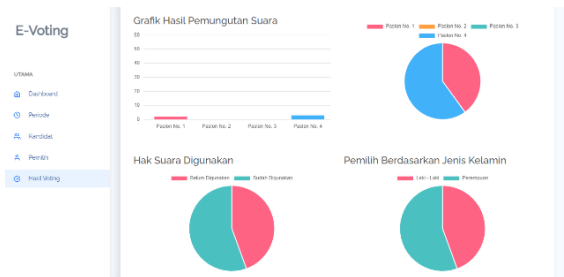 E-Voting
UTAMA
Dashboard
Periode
Kandidat
Pemilih
Hasil Voting
Grafik Hasil Pemungutan Suara
60
50
40
30
20
10
0
Paslon No. 1 Paslon No. 2 Paslon No. 3 Paslon No. 4
Paslon No. 1 Paslon No. 2 Paslon No. 3
Paslon No. 4
Hak Suara Digunakan
Belum Digunakan Sudah Digunakan
Pemilih Berdasarkan Jenis Kelamin
Laki - Laki Perempuan